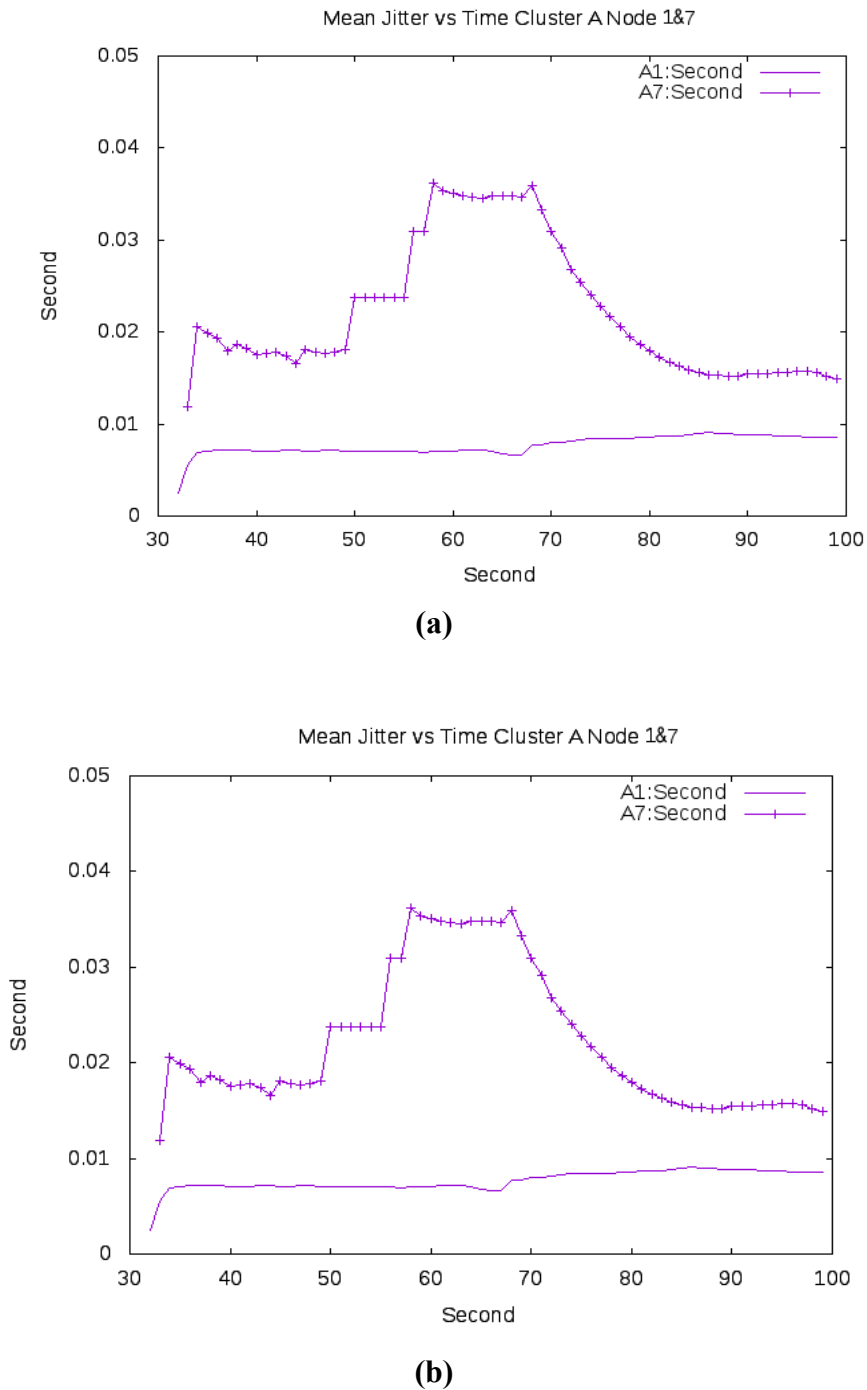 Mean Jitter vs Time Cluster A Node 1&7
0.05
A1:Second
A7:Second
0.04
0.03
Second
0.02
0.01
0
30 40 50 60 70 80 90 100
Second
(a)
Mean Jitter vs Time Cluster A Node 1&7
0.05
A1:Second
A7:Second
0.04
0.03
Second
0.02
0.01
0
30 40 50 60 70 80 90 100
Second
(b)